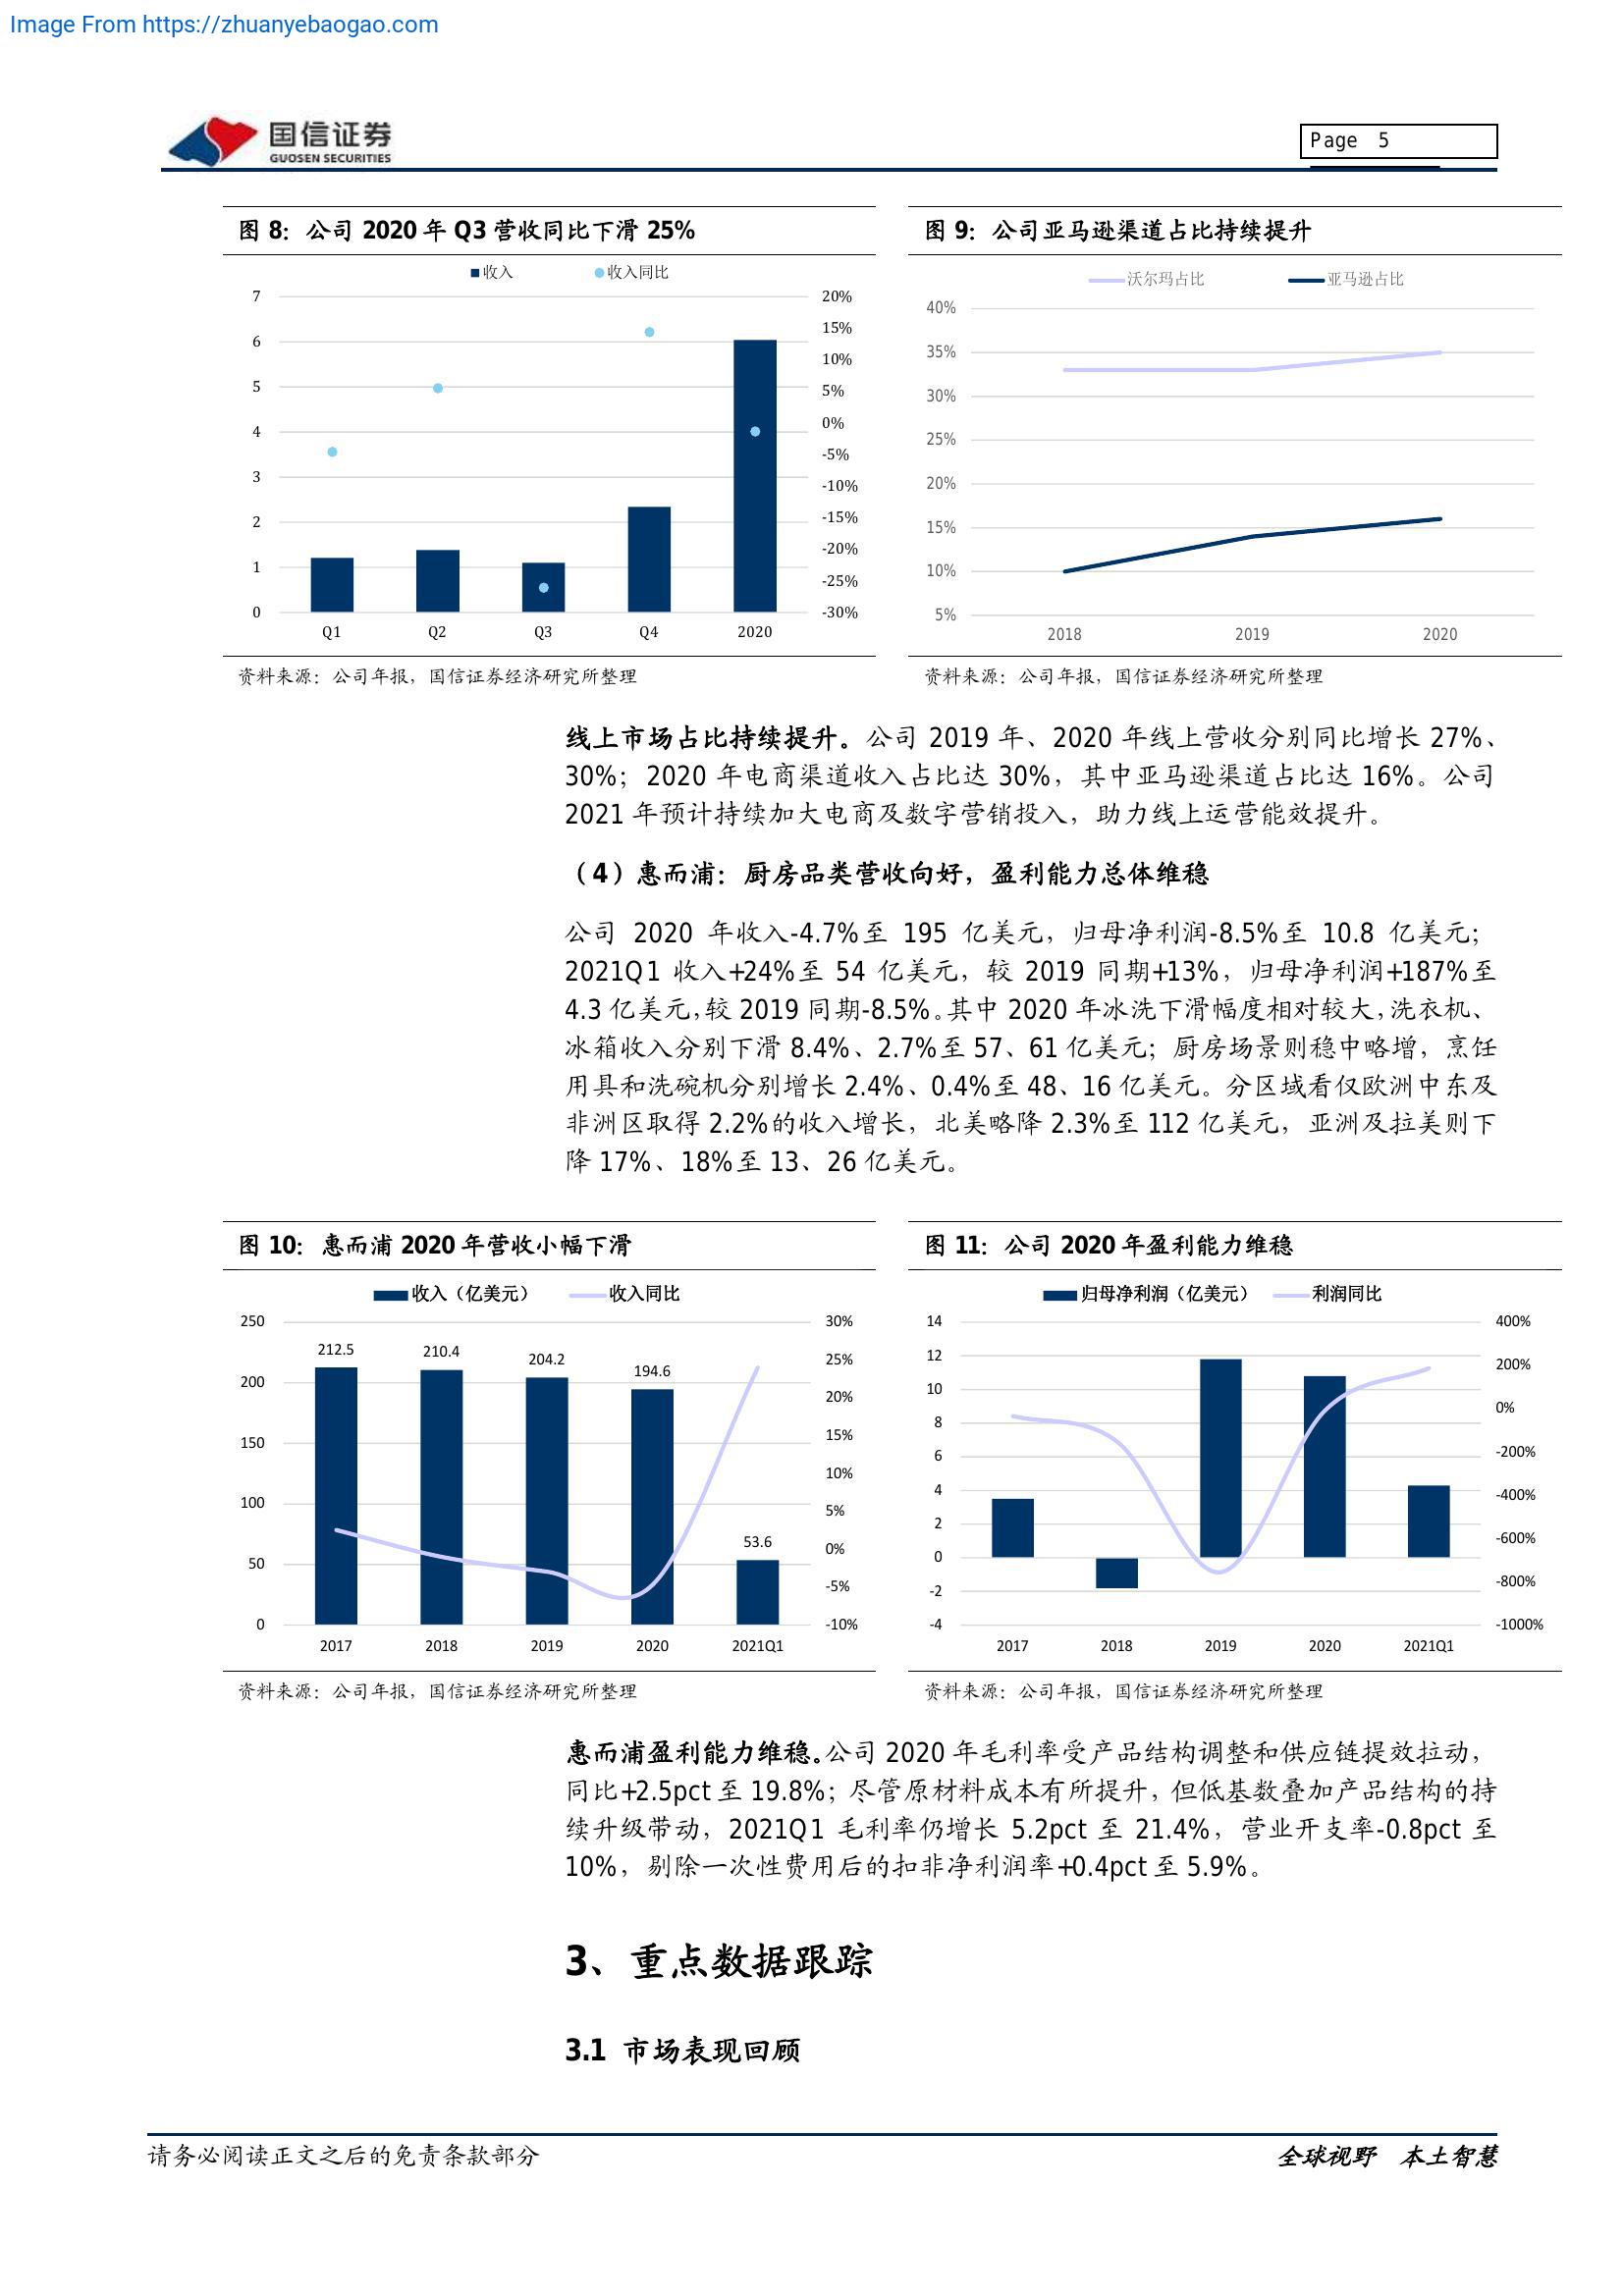 Image From https://zhuanyebaogao.com
国信证券
GUOSEN SECURITIES
Page 5
图 8：公司 2020 年 Q3 营收同比下滑 25%
收入 收入同比
7
6
5
4
3
2
1
0
20%
15%
10%
5%
0%
-5%
-10%
-15%
-20%
-25%
-30%
Q1 Q2 Q3 Q4 2020
资料来源：公司年报，国信证券经济研究所整理
图 9：公司亚马逊渠道占比持续提升
沃尔玛占比 亚马逊占比
40%
35%
30%
25%
20%
15%
10%
5%
2018 2019 2020
资料来源：公司年报，国信证券经济研究所整理
线上市场占比持续提升。公司 2019 年、2020 年线上营收分别同比增长 27%、
30%；2020 年电商渠道收入占比达 30%，其中亚马逊渠道占比达 16%。公司
2021 年预计持续加大电商及数字营销投入，助力线上运营能效提升。
（4）惠而浦：厨房品类营收向好，盈利能力总体维稳
公司 2020 年收入-4.7%至 195 亿美元，归母净利润-8.5%至 10.8 亿美元；
2021Q1 收入+24%至 54 亿美元，较 2019 同期+13%，归母净利润+187%至
4.3 亿美元，较 2019 同期-8.5%。其中 2020 年冰洗下滑幅度相对较大，洗衣机、
冰箱收入分别下滑 8.4%、2.7%至 57、61 亿美元；厨房场景则稳中略增，烹饪
用具和洗碗机分别增长 2.4%、0.4%至 48、16 亿美元。分区域看仅欧洲中东及
非洲区取得 2.2%的收入增长，北美略降 2.3%至 112 亿美元，亚洲及拉美则下
降 17%、18%至 13、26 亿美元。
图 10：惠而浦 2020 年营收小幅下滑
收入（亿美元） 收入同比
250
200
150
100
50
0
212.5
210.4
204.2
194.6
53.6
30%
25%
20%
15%
10%
5%
0%
-5%
-10%
2017 2018 2019 2020 2021Q1
资料来源：公司年报，国信证券经济研究所整理
图 11：公司 2020 年盈利能力维稳
归母净利润（亿美元） 利润同比
14
12
10
8
6
4
2
0
-2
-4
400%
200%
0%
-200%
-400%
-600%
-800%
-1000%
2017 2018 2019 2020 2021Q1
资料来源：公司年报，国信证券经济研究所整理
惠而浦盈利能力维稳。公司 2020 年毛利率受产品结构调整和供应链提效拉动，
同比+2.5pct 至 19.8%；尽管原材料成本有所提升，但低基数叠加产品结构的持
续升级带动，2021Q1 毛利率仍增长 5.2pct 至 21.4%，营业开支率-0.8pct 至
10%，剔除一次性费用后的扣非净利润率+0.4pct 至 5.9%。
3、重点数据跟踪
3.1 市场表现回顾
请务必阅读正文之后的免责条款部分
全球视野 本土智慧